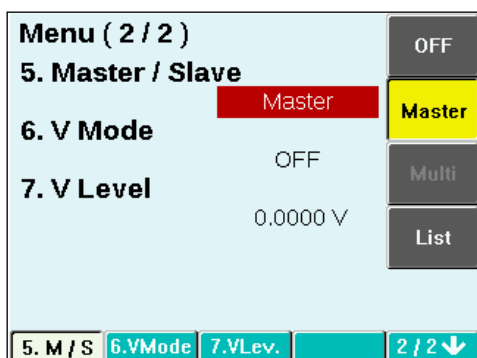 Menu ( 2 / 2 )
5. Master / Slave
Master
6. V Mode
OFF
7. V Level
0.0000 V
OFF
Master
Multi
List
5. M / S
6.VMode
7.VLev.
2 / 2